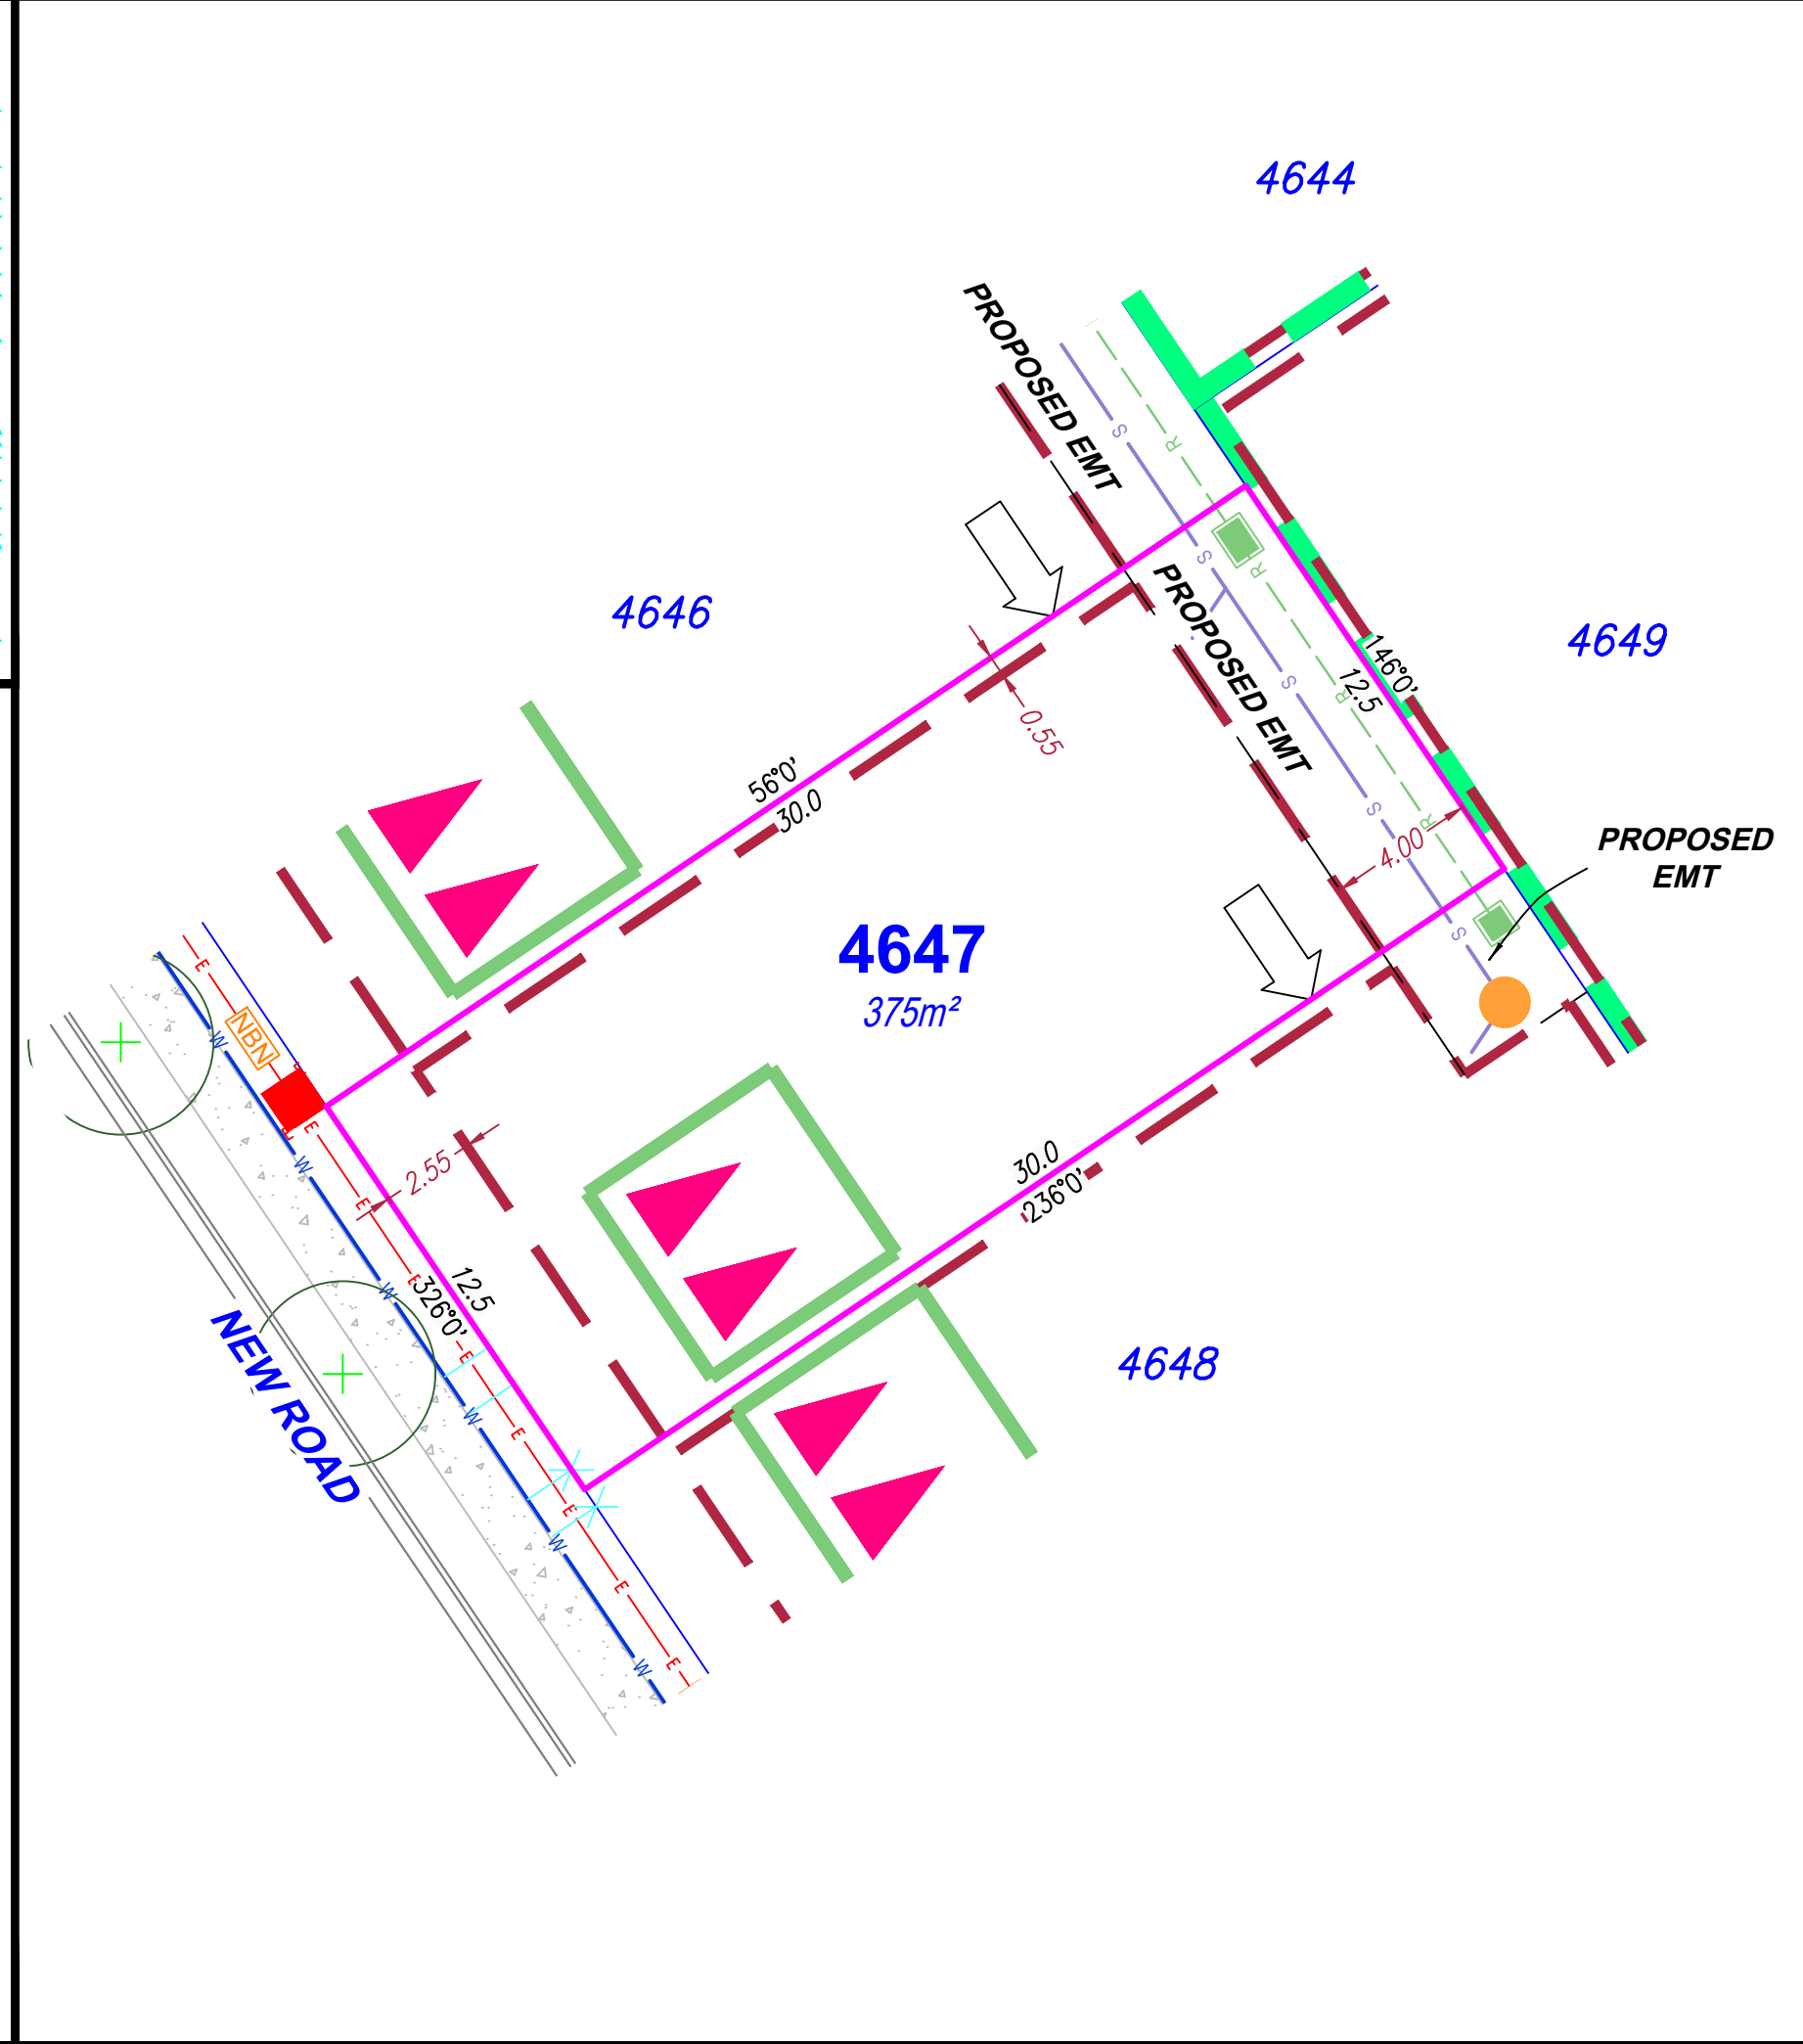 4644
PROPOSED EMT
R
S
4646
S
R
PROPOSED EMT
4649
146°0'
12.5
S
R
0.55
56°0'
30.0
S
R
4.00
PROPOSED
EMT
4647
375m²
S
E
NBN
W
E
W
2.55
E
30.0
236°0'
E
12.5
326°0'
W
E
NEW ROAD
4648
W
E
E
W
E
E
W